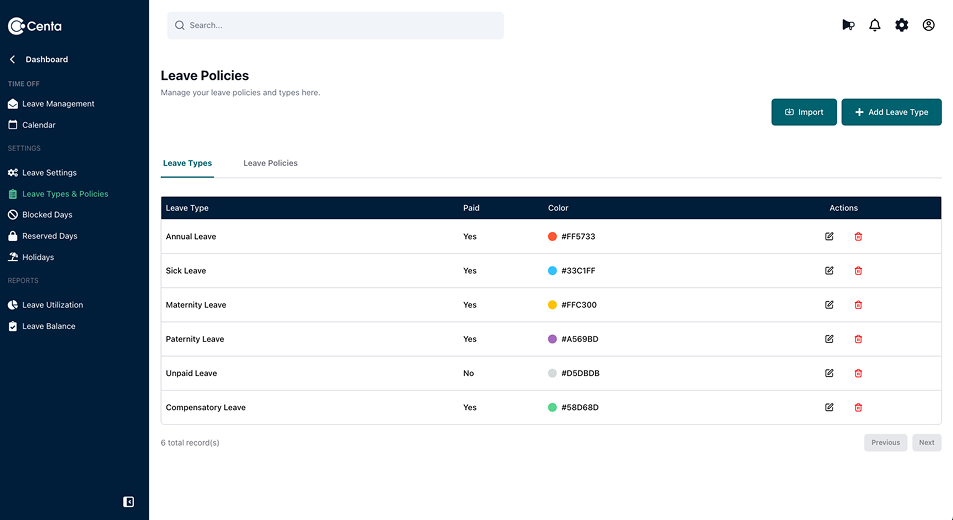 Centa
Search...
Dashboard
TIME OFF
Leave Management
Calendar
SETTINGS
Leave Settings
Leave Types & Policies
Blocked Days
Reserved Days
Holidays
REPORTS
Leave Utilization
Leave Balance
Leave Policies
Manage your leave policies and types here.
Import
Add Leave Type
Leave Types Leave Policies
Leave Type Paid Color Actions
Annual Leave Yes #FF5733
Sick Leave Yes #33C1FF
Maternity Leave Yes #FFC300
Paternity Leave Yes #A569BD
Unpaid Leave No #D5DBDB
Compensatory Leave Yes #58D68D
6 total record(s)
Previous Next